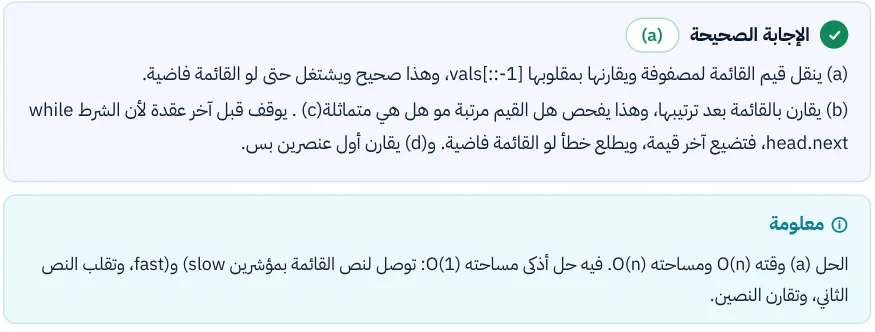 الإجابة الصحيحة (a)
(a) ينقل قيم القائمة لمصفوفة ويقارنها بمقلوبها vals[::-1]، وهذا صحيح ويشتغل حتى لو القائمة فاضية.
(b) يقارن بالقائمة بعد ترتيبها، وهذا يفحص هل القيم مرتبة مو هل هي متماثلة(c) . يوقف قبل آخر عقدة لأن الشرط while
head.next، فتضيع آخر قيمة، ويطلع خطأ لو القائمة فاضية. و(d) يقارن أول عنصرين بس.
معلومة
الحل (a) وقته O(n) ومساحته O(n). فيه حل أذكى مساحته O(1): توصل لنص القائمة بمؤشرين slow) و(fast، وتقلب النص
الثاني، وتقارن النصين.